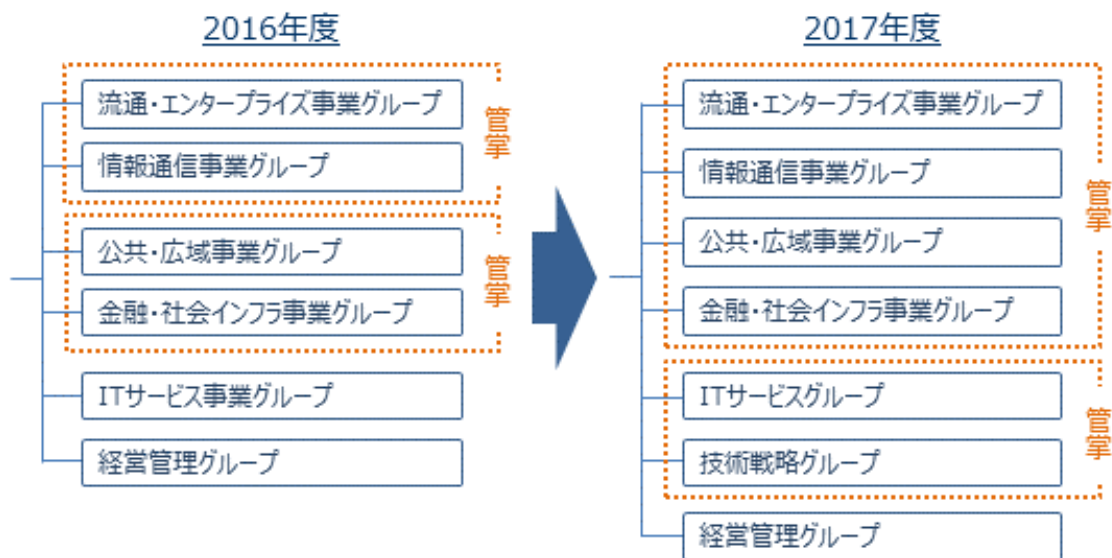 2016年度
流通・エンタープライズ事業グループ
情報通信事業グループ
管掌
公共・広域事業グループ
金融・社会インフラ事業グループ
管掌
ITサービス事業グループ
経営管理グループ
2017年度
流通・エンタープライズ事業グループ
情報通信事業グループ
公共・広域事業グループ
金融・社会インフラ事業グループ
管掌
ITサービスグループ
技術戦略グループ
管掌
経営管理グループ